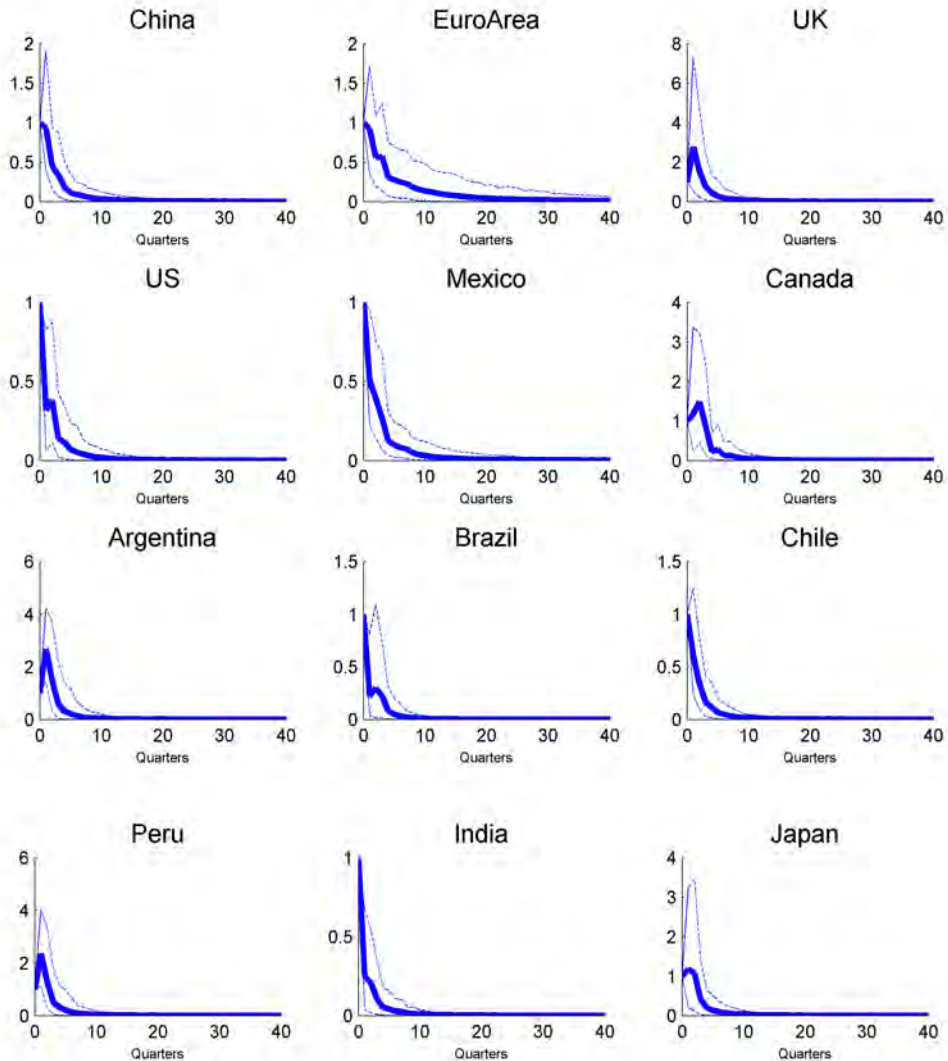 China EuroArea UK
2 2 8
1.5 1.5 6
1 1 4
0.5 0.5 2
0 0 0
0 10 20 30 40 0 10 20 30 40 0 10 20 30 40
Quarters Quarters Quarters
US Mexico Canada
1 1 4
3
0.5 0.5 2
1
0 0 0
0 10 20 30 40 0 10 20 30 40 0 10 20 30 40
Quarters Quarters Quarters
Argentina Brazil Chile
6 1.5 1.5
4 1 1
2 0.5 0.5
0 0 0
0 10 20 30 40 0 10 20 30 40 0 10 20 30 40
Quarters Quarters Quarters
Peru India Japan
6 1 4
4 3
0.5 2
2 1
0 0 0
0 10 20 30 40 0 10 20 30 40 0 10 20 30 40
Quarters Quarters Quarters